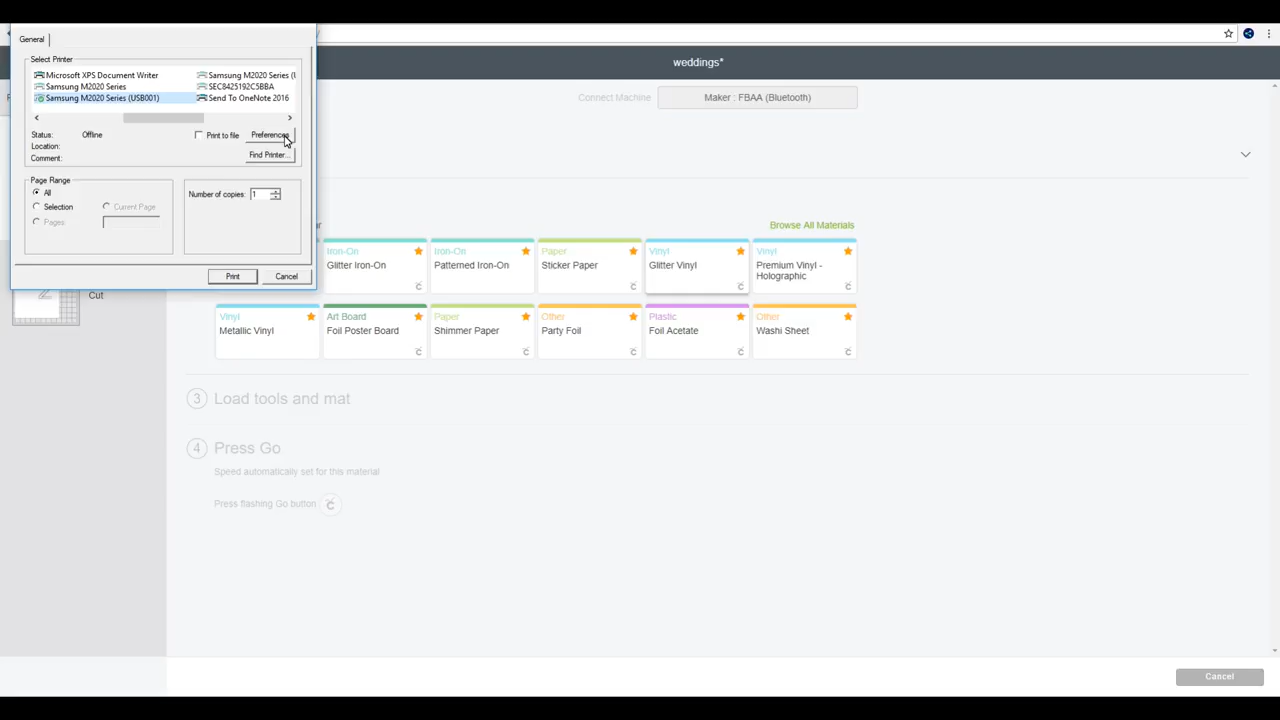 General
Select Printer
Microsoft XPS Document Writer
Samsung M2020 Series (U
Samsung M2020 Series
SEC8425192C5BBA
Samsung M2020 Series (USB001)
Send To OneNote 2016
Status: Offline
Print to file
Preferences
Location:
Comment:
Find Printer...
Page Range
All
Selection
Current Page
Pages:
Number of copies: 1
Print
Cancel
weddings*
Connect Machine
Maker : FBAA (Bluetooth)
Browse All Materials
Iron-On
Glitter Iron-On
Iron-On
Patterned Iron-On
Paper
Sticker Paper
Vinyl
Glitter Vinyl
Vinyl
Premium Vinyl -
Holographic
Cut
Vinyl
Metallic Vinyl
Art Board
Foil Poster Board
Paper
Shimmer Paper
Other
Party Foil
Plastic
Foil Acetate
Other
Washi Sheet
3 Load tools and mat
4 Press Go
Speed automatically set for this material
Press flashing Go button
Cancel